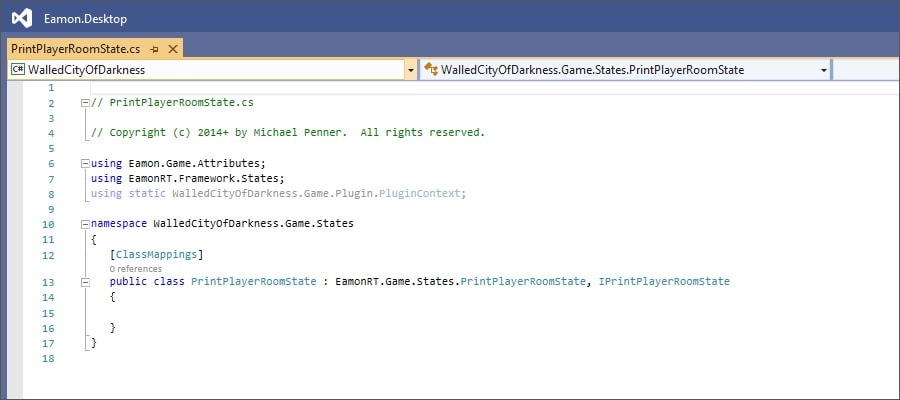 Eamon.Desktop
PrintPlayerRoomState.cs
C# WalledCityOfDarkness WalledCityOfDarkness.Game.States.PrintPlayerRoomState
1
2 // PrintPlayerRoomState.cs
3
4 // Copyright (c) 2014+ by Michael Penner.  All rights reserved.
5
6 using Eamon.Game.Attributes;
7 using EamonRT.Framework.States;
8 using static WalledCityOfDarkness.Game.Plugin.PluginContext;
9
10 namespace WalledCityOfDarkness.Game.States
11 {
12 [ClassMappings]
0 references
13 public class PrintPlayerRoomState : EamonRT.Game.States.PrintPlayerRoomState, IPrintPlayerRoomState
14 {
15
16 }
17 }
18